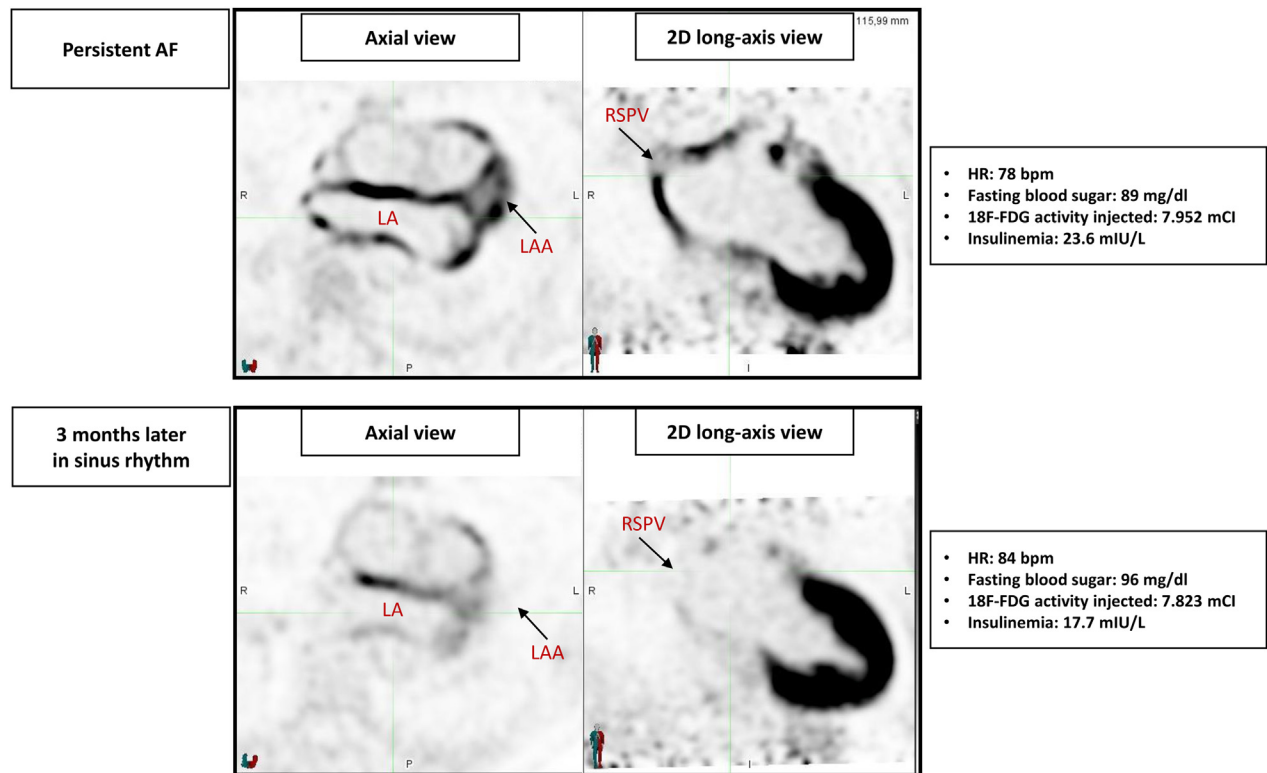 Persistent AF
Axial view
2D long-axis view
115,99 mm
RSPV
R
L
R
L
LA
LAA
P
I
• HR: 78 bpm
• Fasting blood sugar: 89 mg/dl
• 18F-FDG activity injected: 7.952 mCI
• Insulinemia: 23.6 mIU/L
3 months later
in sinus rhythm
Axial view
2D long-axis view
RSPV
R
L
R
L
LA
LAA
P
I
• HR: 84 bpm
• Fasting blood sugar: 96 mg/dl
• 18F-FDG activity injected: 7.823 mCI
• Insulinemia: 17.7 mIU/L